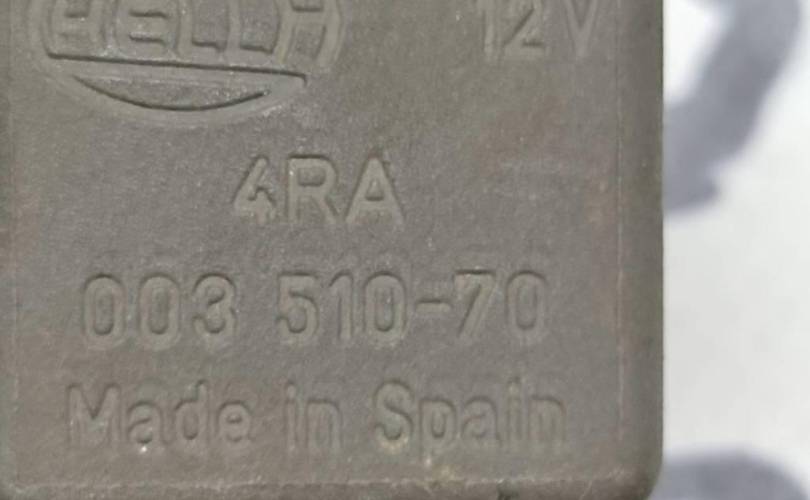 HELLA 12V
4RA
003 510-70
Made in Spain